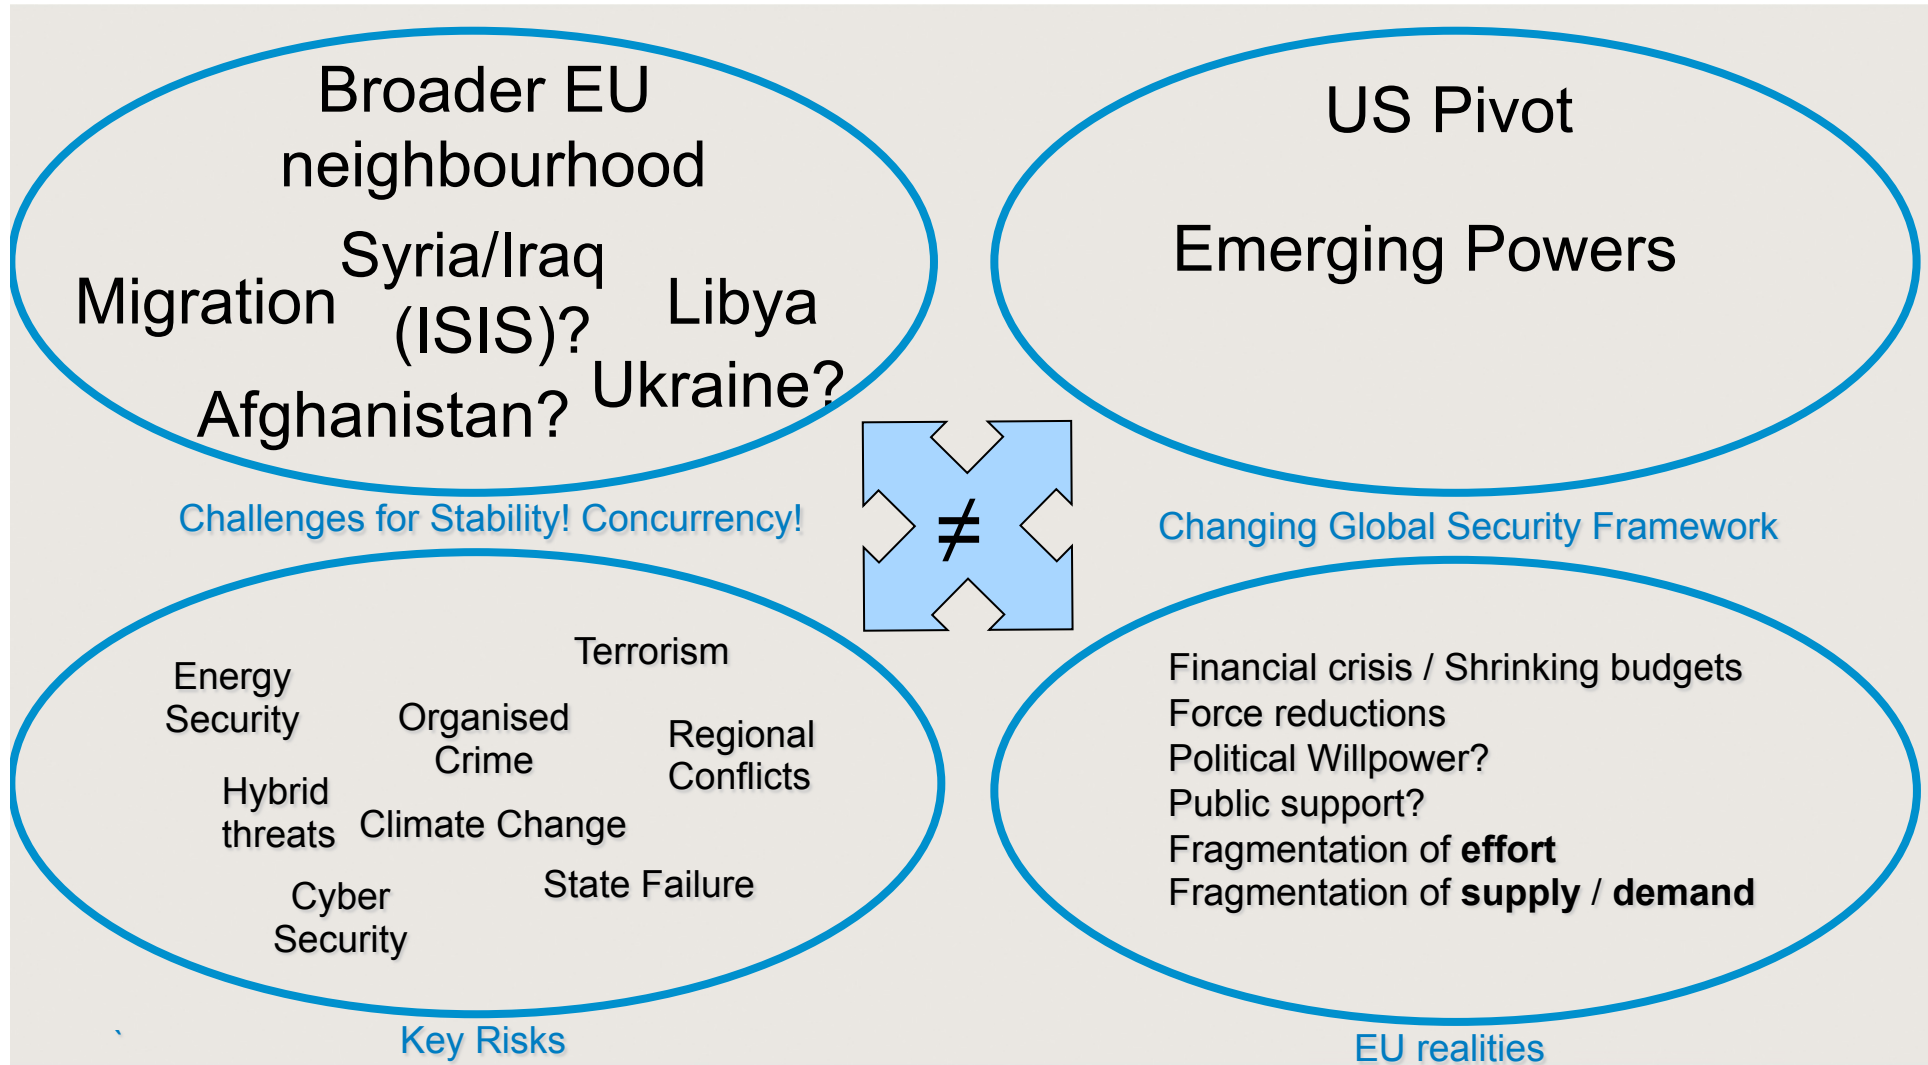 Broader EU
neighbourhood
Syria/Iraq
(ISIS)?
Migration
Libya
Ukraine?
Afghanistan?
Challenges for Stability! Concurrency!
US Pivot
Emerging Powers
Changing Global Security Framework
≠
Terrorism
Energy
Security
Organised
Crime
Regional
Conflicts
Hybrid
threats
Climate Change
State Failure
Cyber
Security
`
Key Risks
Financial crisis / Shrinking budgets
Force reductions
Political Willpower?
Public support?
Fragmentation of effort
Fragmentation of supply / demand
EU realities